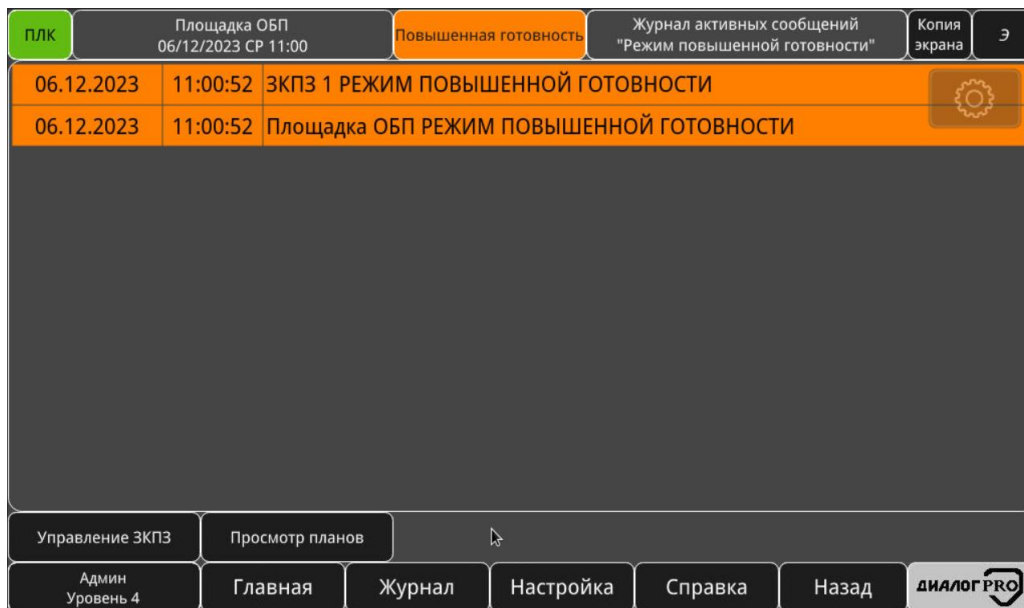 ПЛК
Площадка ОБП
06/12/2023 СР 11:00
Повышенная готовность
Журнал активных сообщений
"Режим повышенной готовности"
Копия
экрана
Э
06.12.2023 11:00:52 ЗКПЗ 1 РЕЖИМ ПОВЫШЕННОЙ ГОТОВНОСТИ
06.12.2023 11:00:52 Площадка ОБП РЕЖИМ ПОВЫШЕННОЙ ГОТОВНОСТИ
Управление ЗКПЗ
Просмотр планов
Админ
Уровень 4
Главная
Журнал
Настройка
Справка
Назад
ДИАЛОГ PRO